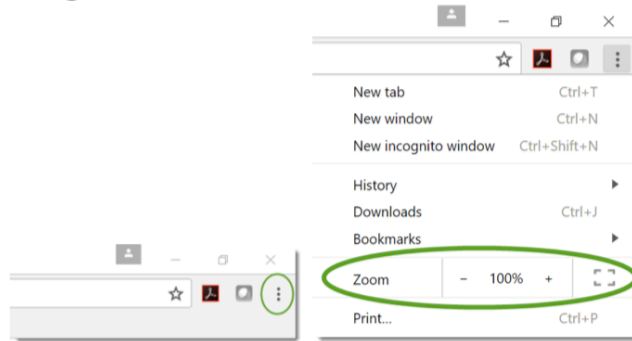 New tab Ctrl+T
New window Ctrl+N
New incognito window Ctrl+Shift+N
History
Downloads Ctrl+J
Bookmarks
Zoom - 100% +
Print... Ctrl+P